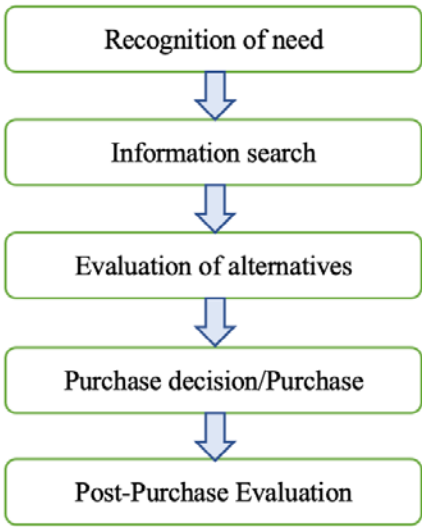 Recognition of need
Information search
Evaluation of alternatives
Purchase decision/Purchase
Post-Purchase Evaluation